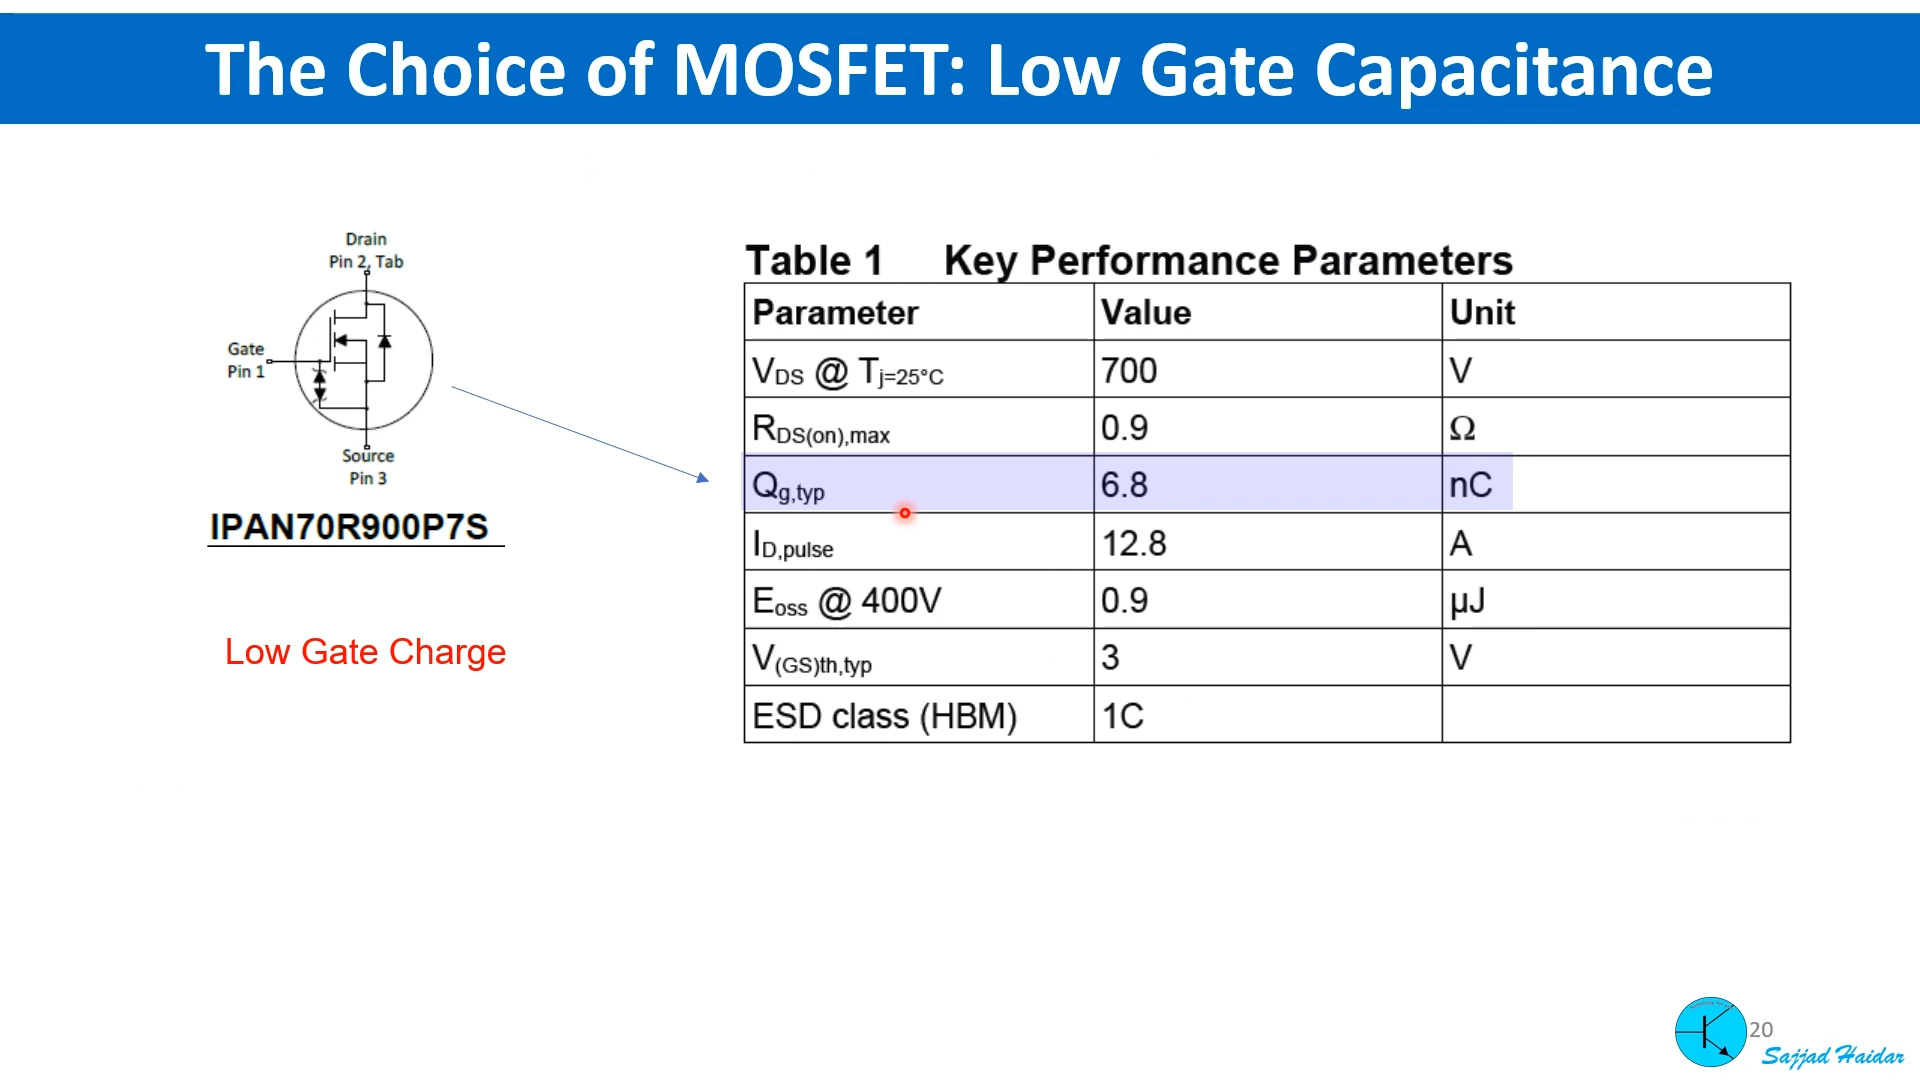 The Choice of MOSFET: Low Gate Capacitance
Drain
Pin 2, Tab
Gate
Pin 1
Source
Pin 3
IPAN70R900P7S
Low Gate Charge
Table 1 Key Performance Parameters
Parameter Value Unit
VDS @ Tj=25°C 700 V
RDS(on),max 0.9 Ω
Qg,typ 6.8 nC
ID,pulse 12.8 A
Eoss @ 400V 0.9 µJ
V(GS)th,typ 3 V
ESD class (HBM) 1C
20
Sajjad Haidar